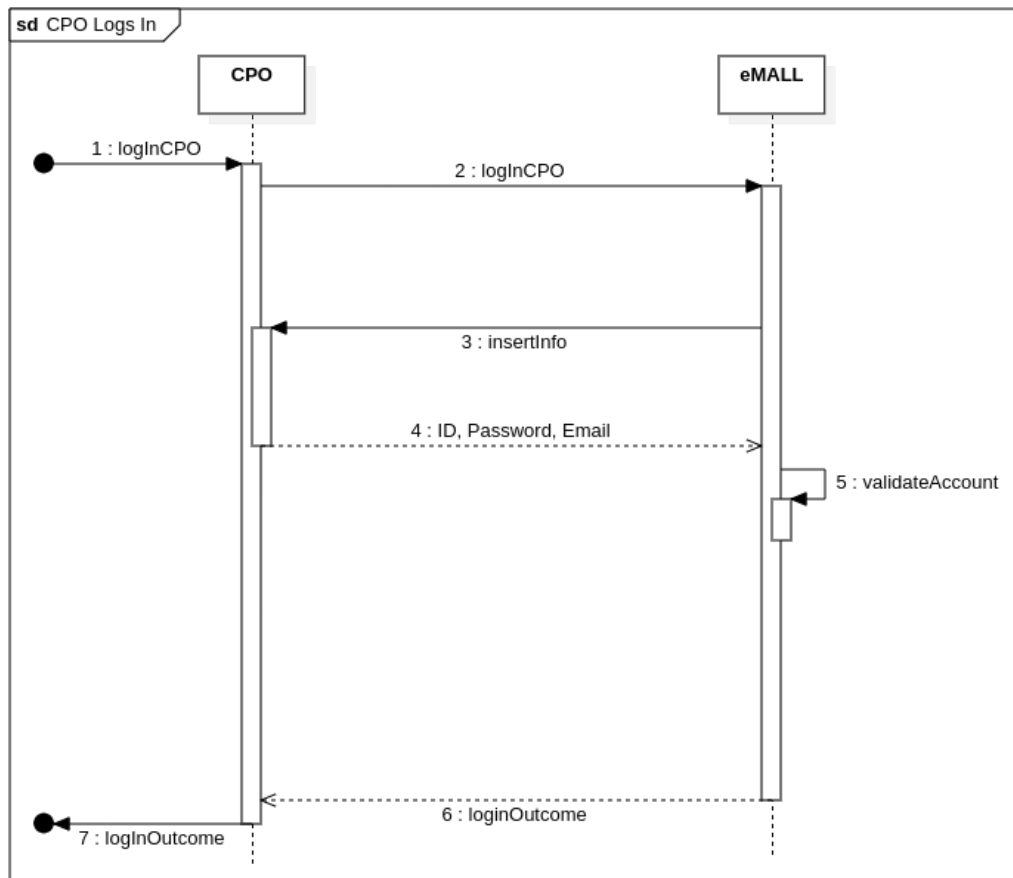 sd CPO Logs In
CPO
eMALL
1 : logInCPO
2 : logInCPO
3 : insertInfo
4 : ID, Password, Email
5 : validateAccount
6 : loginOutcome
7 : logInOutcome